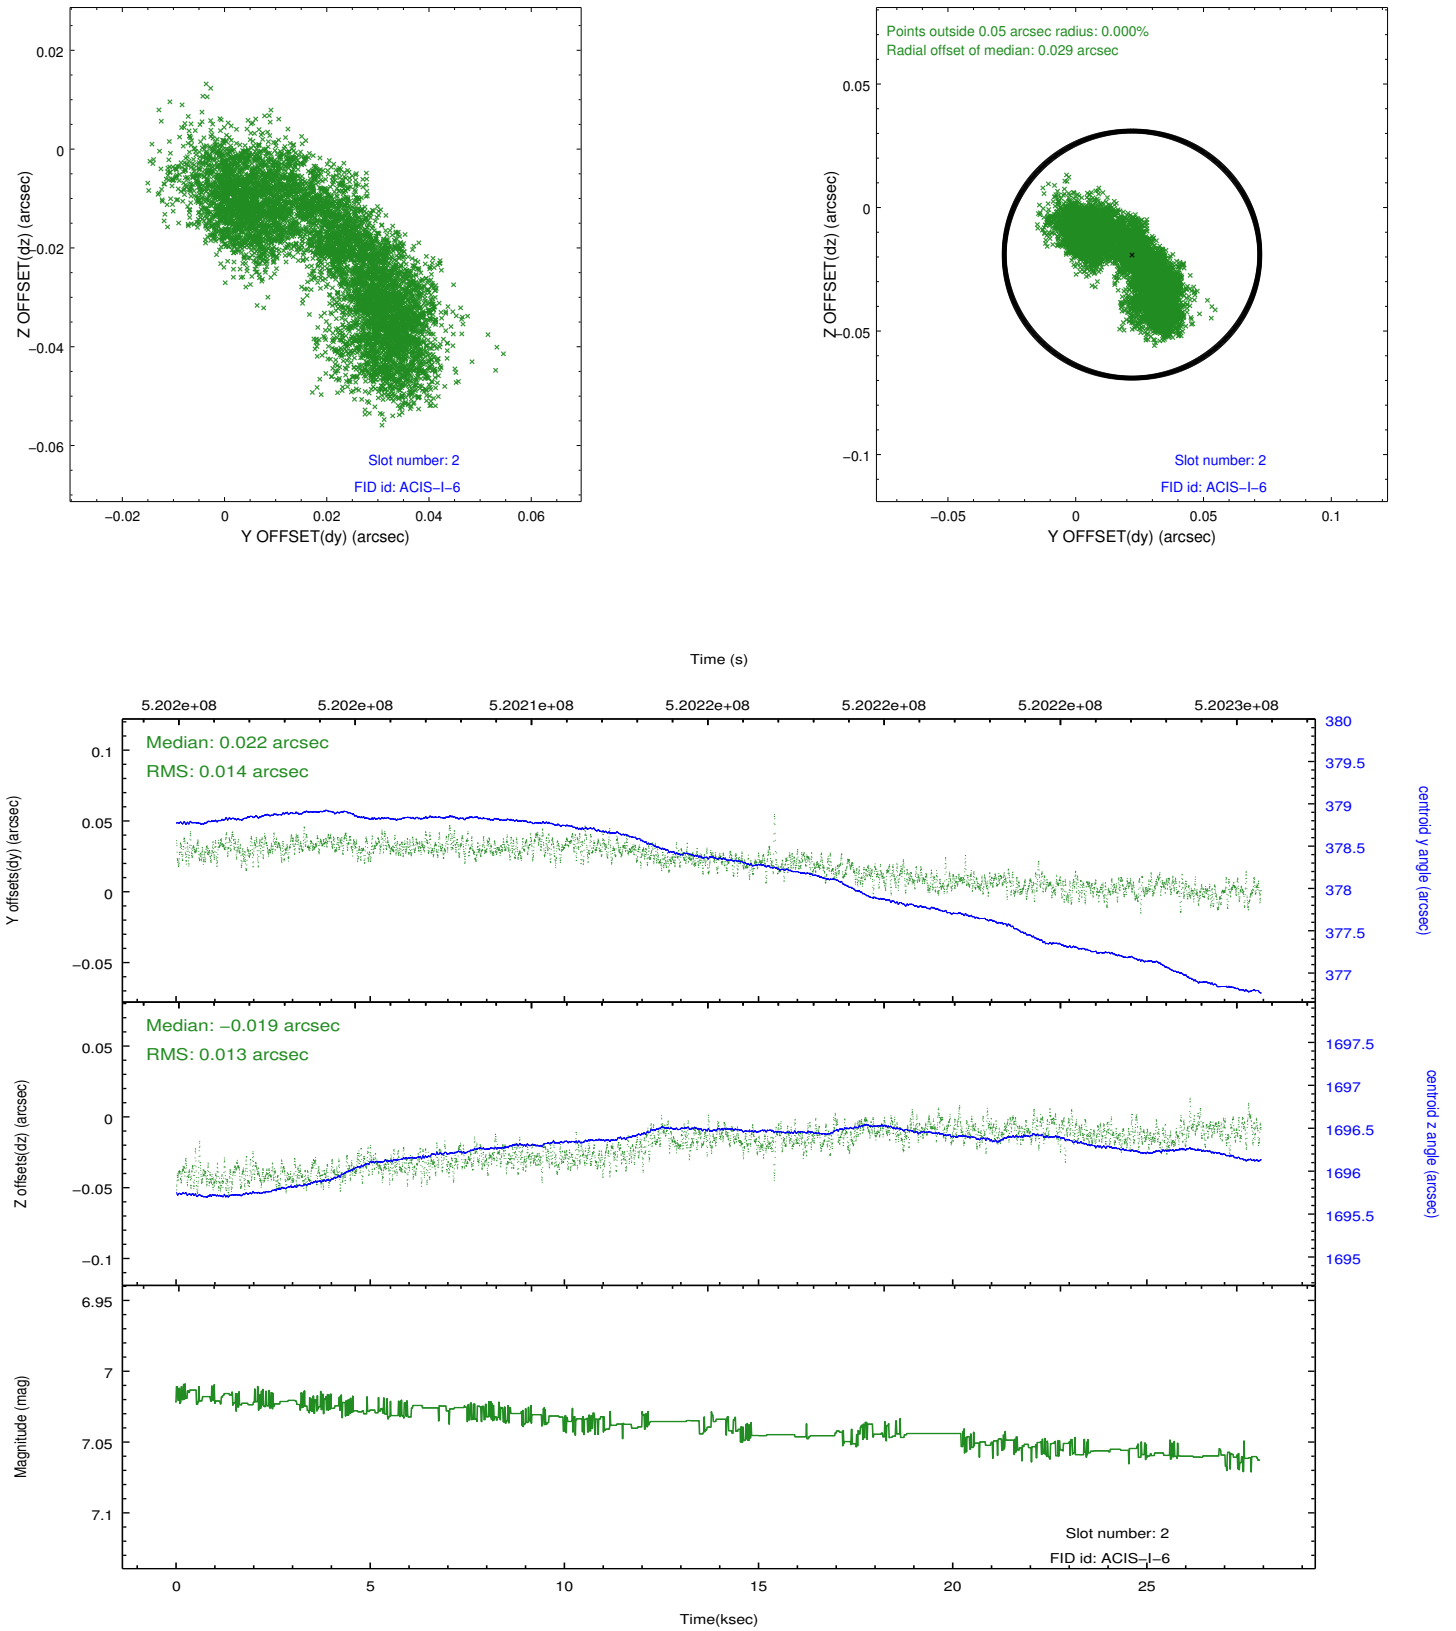 0.02
0
−0.02
−0.04
−0.06
Z OFFSET(dz) (arcsec)
Slot number: 2
FID id: ACIS−I−6
−0.02 0 0.02 0.04 0.06
Y OFFSET(dy) (arcsec)
Points outside 0.05 arcsec radius: 0.000%
Radial offset of median: 0.029 arcsec
0.05
0
−0.05
−0.1
Z OFFSET(dz) (arcsec)
Slot number: 2
FID id: ACIS−I−6
−0.05 0 0.05 0.1
Y OFFSET(dy) (arcsec)
Time (s)
5.202e+08 5.202e+08 5.2021e+08 5.2022e+08 5.2022e+08 5.2022e+08 5.2023e+08
Median: 0.022 arcsec
RMS: 0.014 arcsec
0.1
0.05
0
−0.05
Y offsets(dy) (arcsec)
380
379.5
379
378.5
378
377.5
377
centroid y angle (arcsec)
Median: −0.019 arcsec
RMS: 0.013 arcsec
0.05
0
−0.05
−0.1
Z offsets(dz) (arcsec)
1697.5
1697
1696.5
1696
1695.5
1695
centroid z angle (arcsec)
6.95
7
7.05
7.1
Magnitude (mag)
Slot number: 2
FID id: ACIS−I−6
0 5 10 15 20 25
Time(ksec)